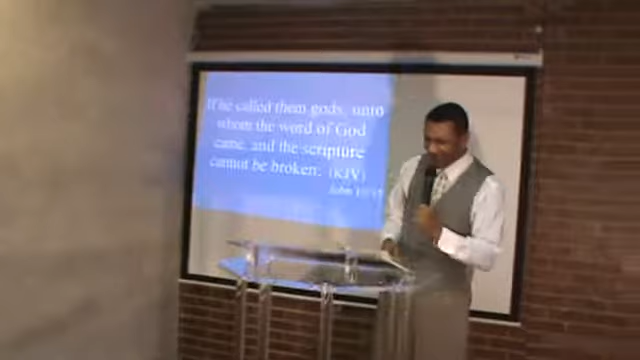 If he called them gods, unto
whom the word of God
came, and the scripture
cannot be broken; (KJV)
John 10:35